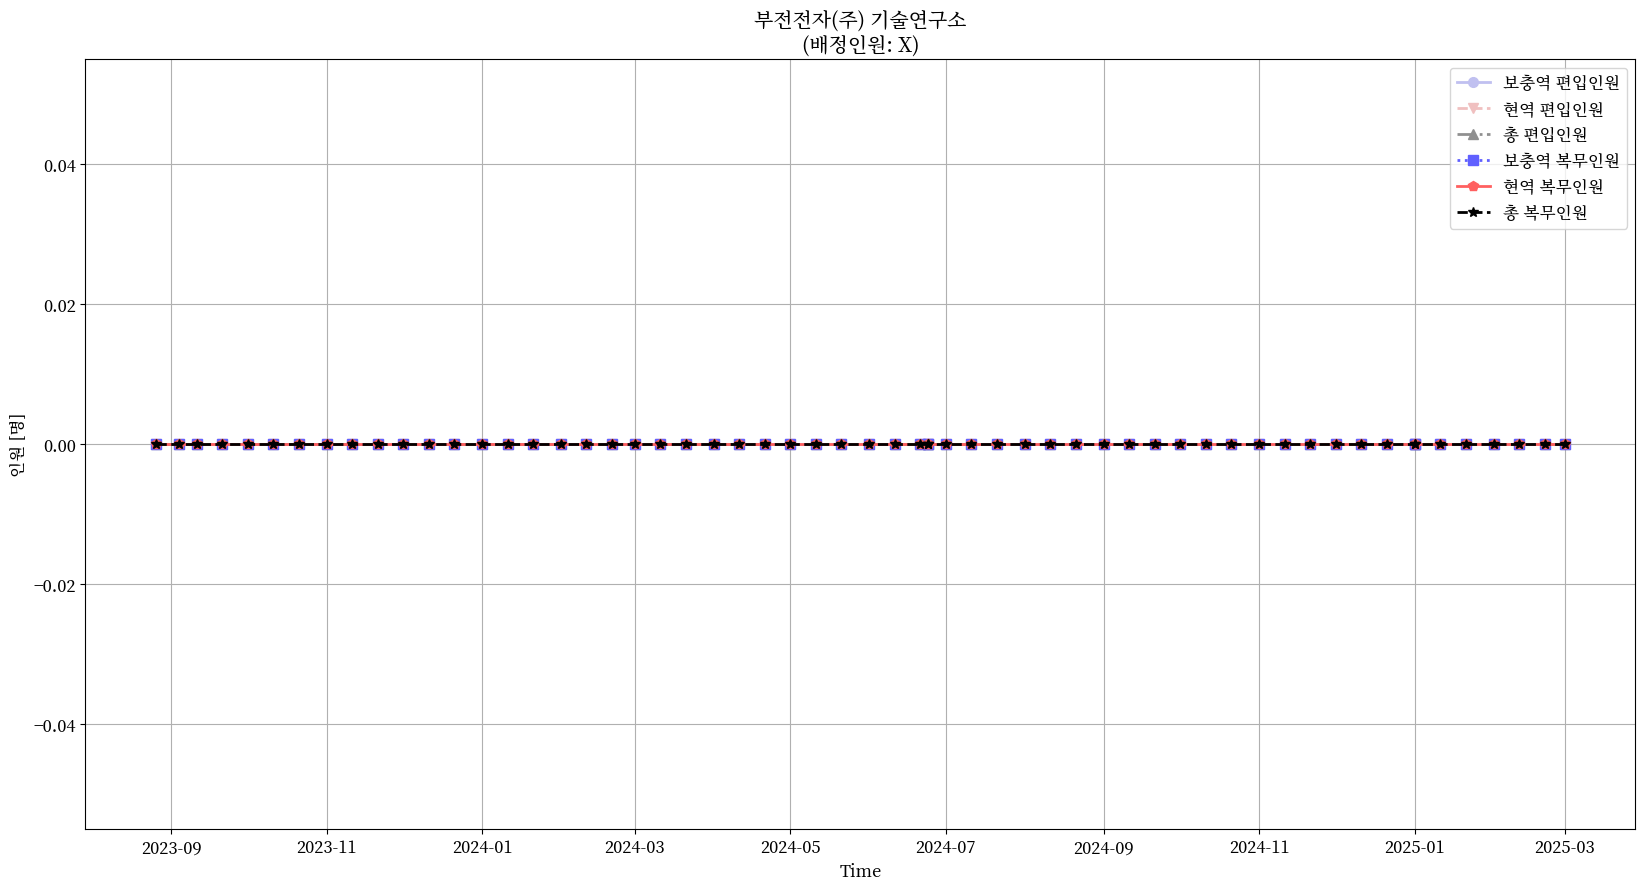 부전전자(주) 기술연구소
(배정인원: X)
보충역 편입인원
현역 편입인원
총 편입인원
보충역 복무인원
현역 복무인원
총 복무인원
0.04
0.02
0.00
−0.02
−0.04
인원 [명]
2023-09 2023-11 2024-01 2024-03 2024-05 2024-07 2024-09 2024-11 2025-01 2025-03
Time